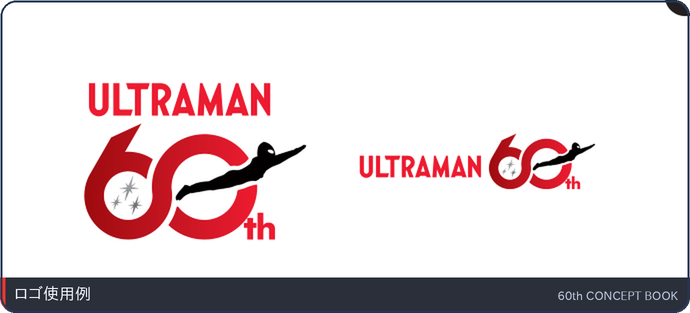 ULTRAMAN
60th
ULTRAMAN 60th
ロゴ使用例
60th CONCEPT BOOK